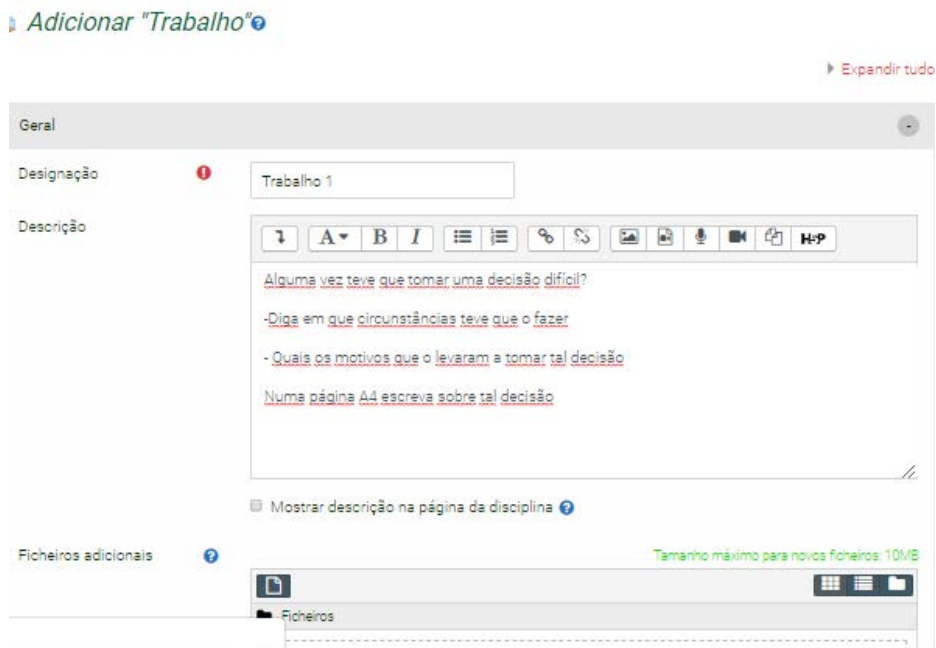 Adicionar "Trabalho"
Expandir tudo
Geral
Designação
Trabalho 1
Descrição
A B I H-P
Alguma vez teve que tomar uma decisão difícil?
-Diga em que circunstâncias teve que o fazer
- Quais os motivos que o levaram a tomar tal decisão
Numa página A4 escreva sobre tal decisão
Mostrar descrição na página da disciplina
Ficheiros adicionais
Tamanho máximo para novos ficheiros: 10MB
Ficheiros